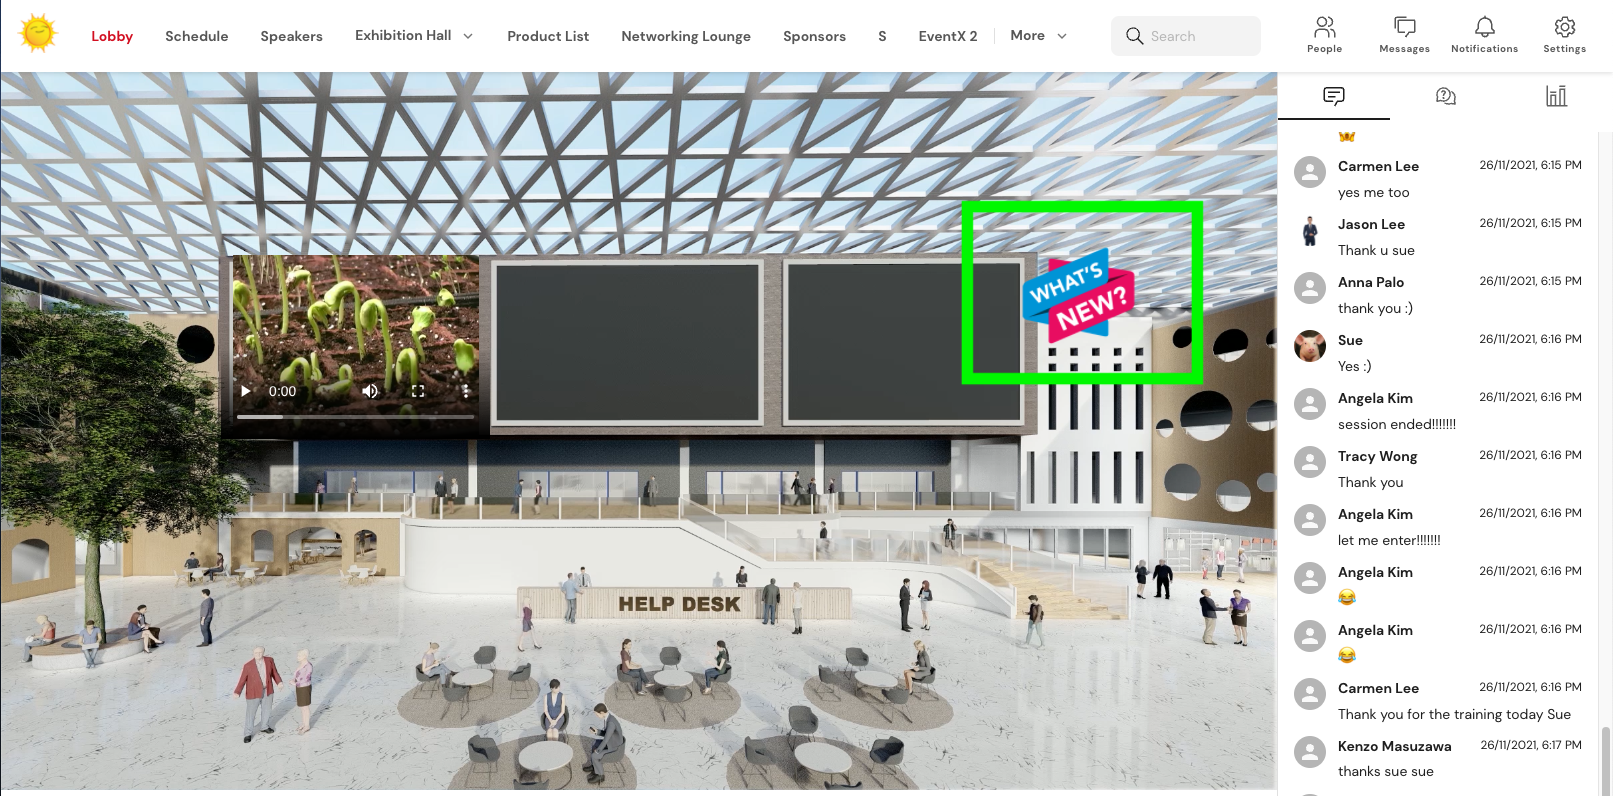 Lobby
Schedule
Speakers
Exhibition Hall
Product List
Networking Lounge
Sponsors
S
EventX 2
More
Search
People
Messages
Notifications
Settings
WHAT'S
NEW?
0:00
HELP DESK
Carmen Lee 26/11/2021, 6:15 PM
yes me too
Jason Lee 26/11/2021, 6:15 PM
Thank u sue
Anna Palo 26/11/2021, 6:15 PM
thank you :)
Sue 26/11/2021, 6:16 PM
Yes :)
Angela Kim 26/11/2021, 6:16 PM
session ended!!!!!!!
Tracy Wong 26/11/2021, 6:16 PM
Thank you
Angela Kim 26/11/2021, 6:16 PM
let me enter!!!!!!!
Angela Kim 26/11/2021, 6:16 PM
😂
Angela Kim 26/11/2021, 6:16 PM
😂
Carmen Lee 26/11/2021, 6:16 PM
Thank you for the training today Sue
Kenzo Masuzawa 26/11/2021, 6:17 PM
thanks sue sue